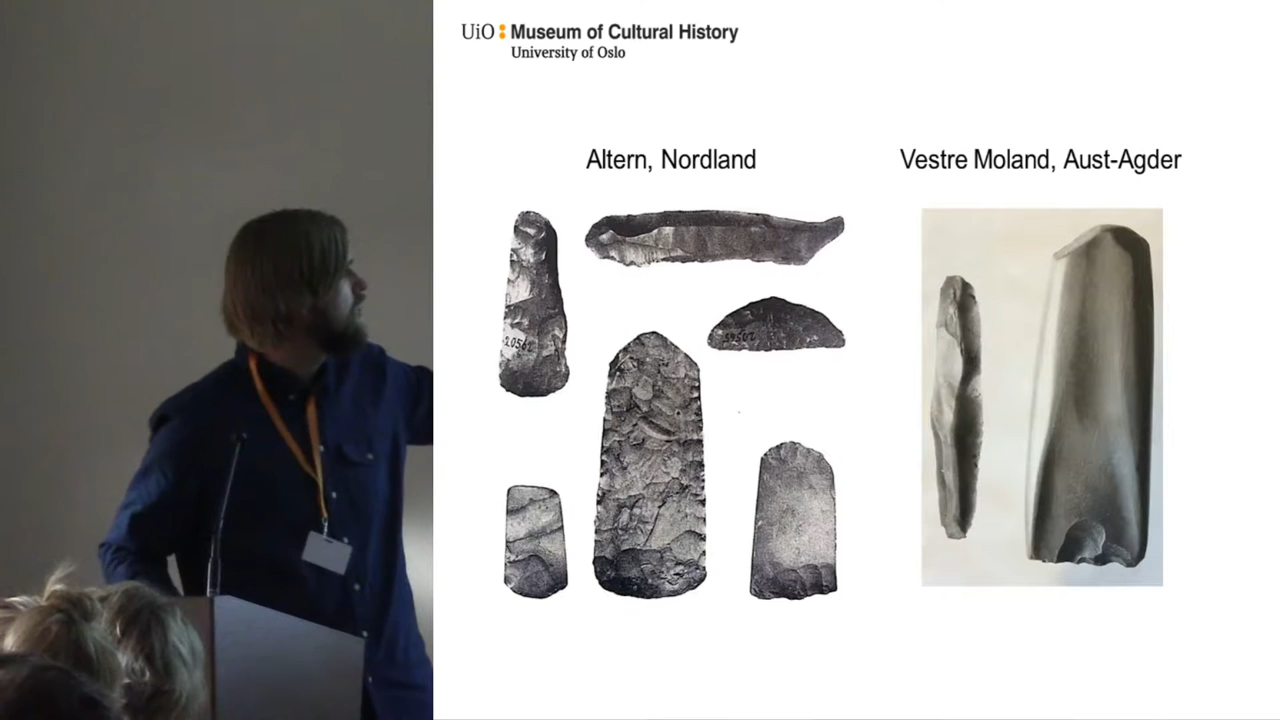 UiO Museum of Cultural History
University of Oslo
Altern, Nordland
Vestre Moland, Aust-Agder